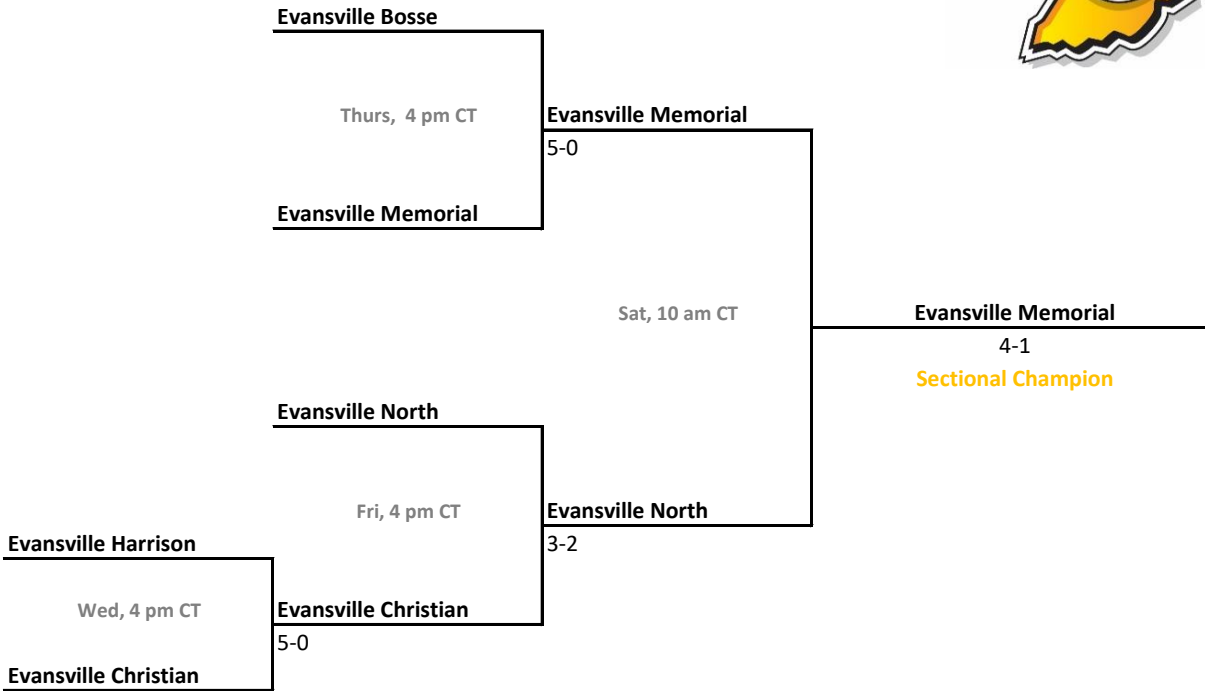 Evansville Bosse
Thurs, 4 pm CT
Evansville Memorial
5-0
Evansville Memorial
Sat, 10 am CT
Evansville Memorial
4-1
Sectional Champion
Evansville North
Fri, 4 pm CT
Evansville North
3-2
Evansville Harrison
Wed, 4 pm CT
Evansville Christian
5-0
Evansville Christian